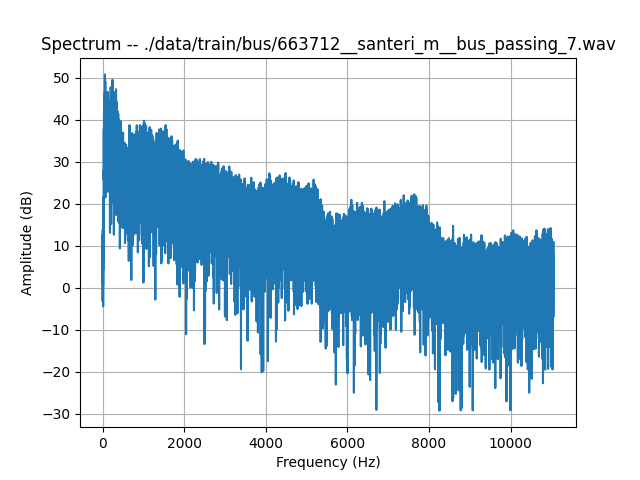 Spectrum -- ./data/train/bus/663712__santeri_m__bus_passing_7.wav
50
40
30
20
10
0
−10
−20
−30
Amplitude (dB)
0 2000 4000 6000 8000 10000
Frequency (Hz)